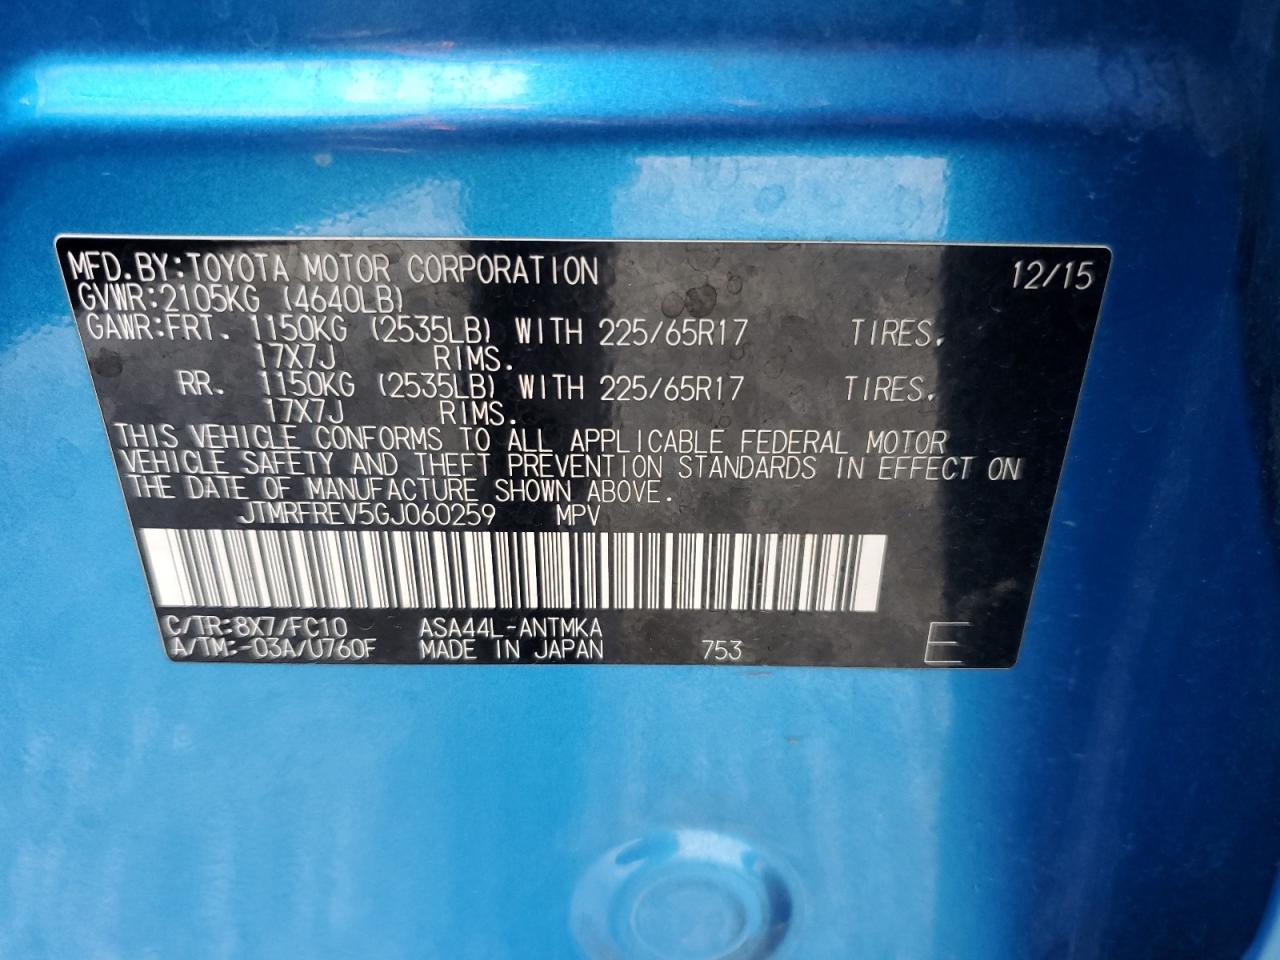 MFD.BY:TOYOTA MOTOR CORPORATION 12/15
GVWR:2105KG (4640LB)
GAWR:FRT. 1150KG (2535LB) WITH 225/65R17 TIRES.
17X7J RIMS.
RR. 1150KG (2535LB) WITH 225/65R17 TIRES.
17X7J RIMS.
THIS VEHICLE CONFORMS TO ALL APPLICABLE FEDERAL MOTOR
VEHICLE SAFETY AND THEFT PREVENTION STANDARDS IN EFFECT ON
THE DATE OF MANUFACTURE SHOWN ABOVE.
JTMRFREV5GJ060259 MPV
C/TR:8X7/FC10 ASA44L-ANTMKA
A/TM:-03A/U760F MADE IN JAPAN 753 E